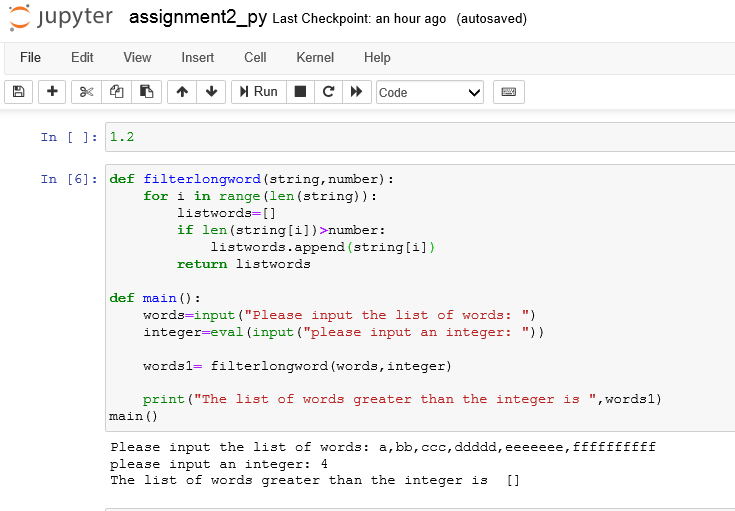 jupyter assignment2_py Last Checkpoint: an hour ago (autosaved)
File Edit View Insert Cell Kernel Help
Run Code
In [ ]: 1.2
In [6]: def filterlongword(string,number):
    for i in range(len(string)):
        listwords=[]
        if len(string[i])>number:
            listwords.append(string[i])
        return listwords
def main():
    words=input("Please input the list of words: ")
    integer=eval(input("please input an integer: "))
    words1= filterlongword(words,integer)
    print("The list of words greater than the integer is ",words1)
main()
Please input the list of words: a,bb,ccc,ddddd,eeeeeee,ffffffffff
please input an integer: 4
The list of words greater than the integer is  []